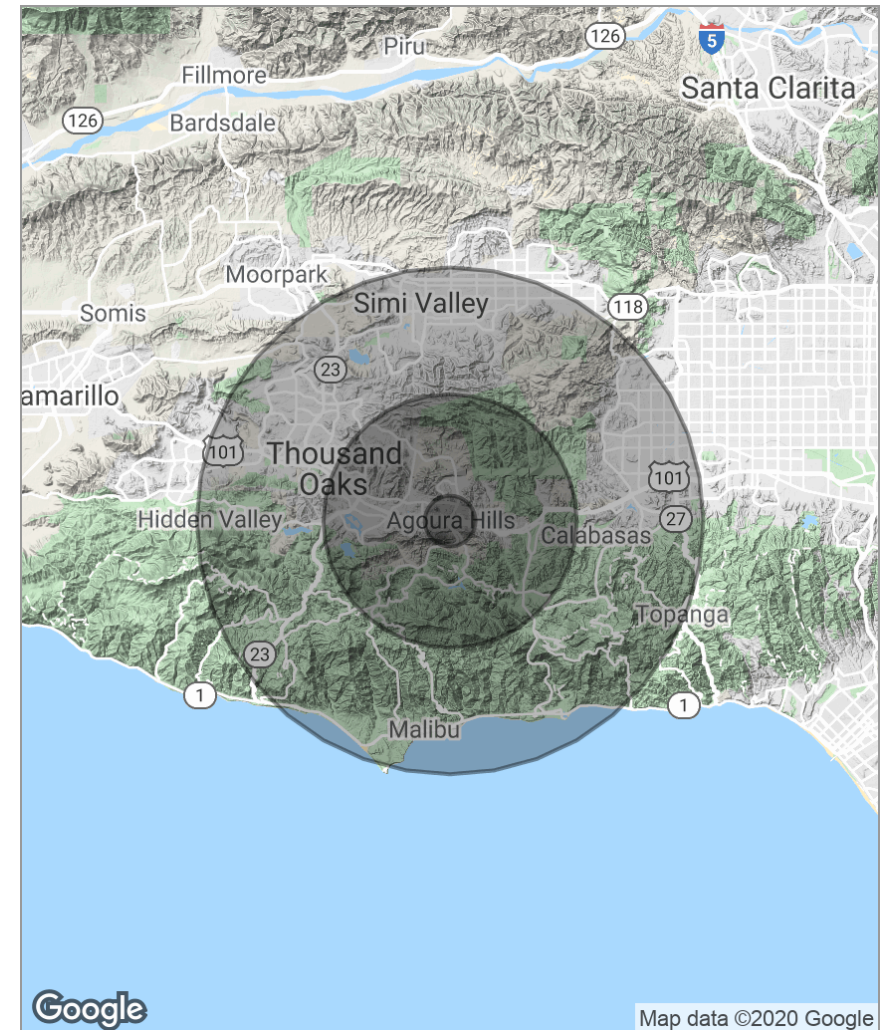 Piru
126
5
Fillmore
Santa Clarita
126
Bardsdale
Moorpark
Simi Valley
118
Somis
23
amarillo
101
Thousand
Oaks
101
Hidden Valley
Agoura Hills
27
Calabasas
Topanga
23
1
1
Malibu
Google
Map data ©2020 Google